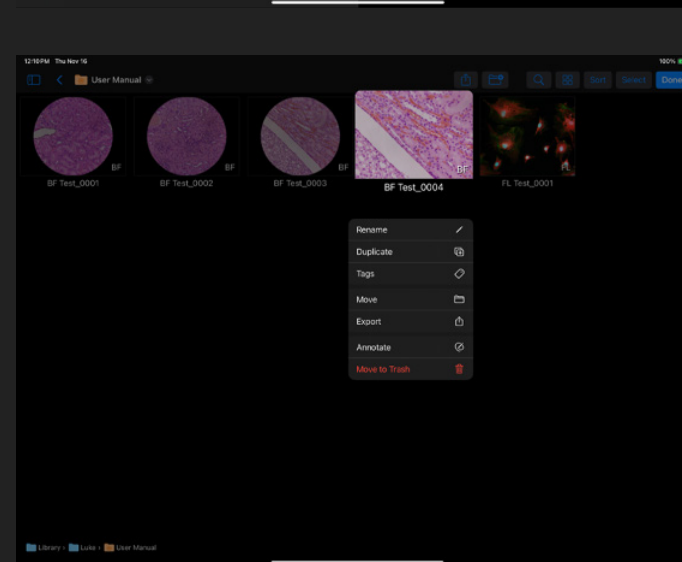 12:10 PM Thu Nov 16
100%
User Manual
Sort
Select
Done
BF
BF
BF
BF
FL
BF Test_0001
BF Test_0002
BF Test_0003
BF Test_0004
FL Test_0001
Rename
Duplicate
Tags
Move
Export
Annotate
Move to Trash
Library › Luke › User Manual